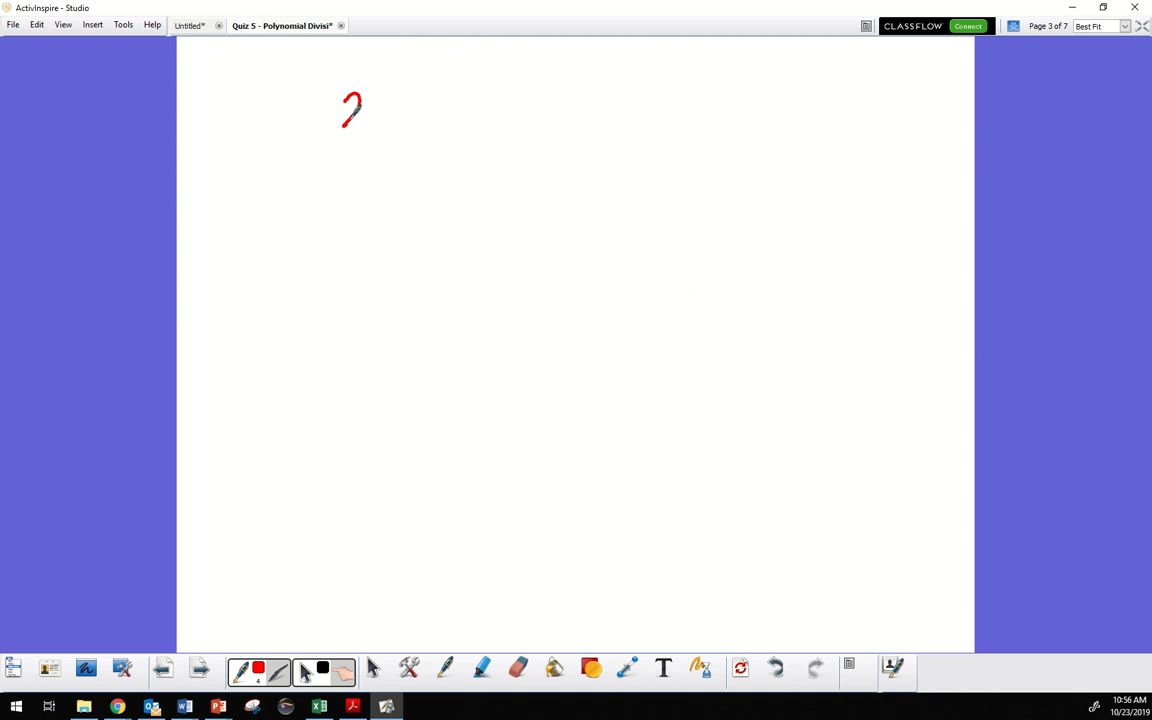 ActivInspire - Studio
File Edit View Insert Tools Help Untitled* Quiz 5 - Polynomial Divisi* CLASSFLOW Connect Page 3 of 7 Best Fit
2
4
T
10:56 AM
10/23/2019